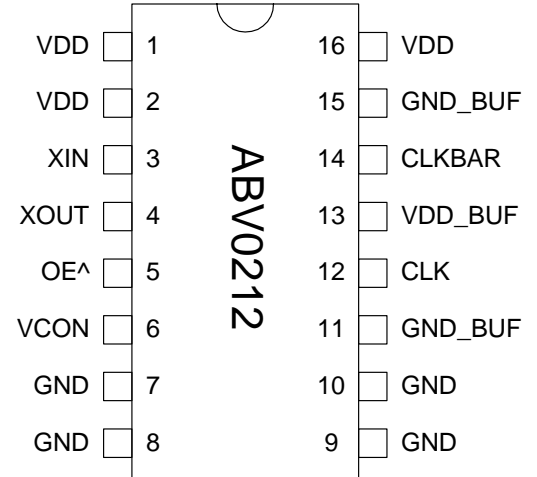 VDD 1 16 VDD
VDD 2 15 GND_BUF
XIN 3 14 CLKBAR
XOUT 4 13 VDD_BUF
OE^ 5 12 CLK
VCON 6 11 GND_BUF
GND 7 10 GND
GND 8 9 GND
ABV0212